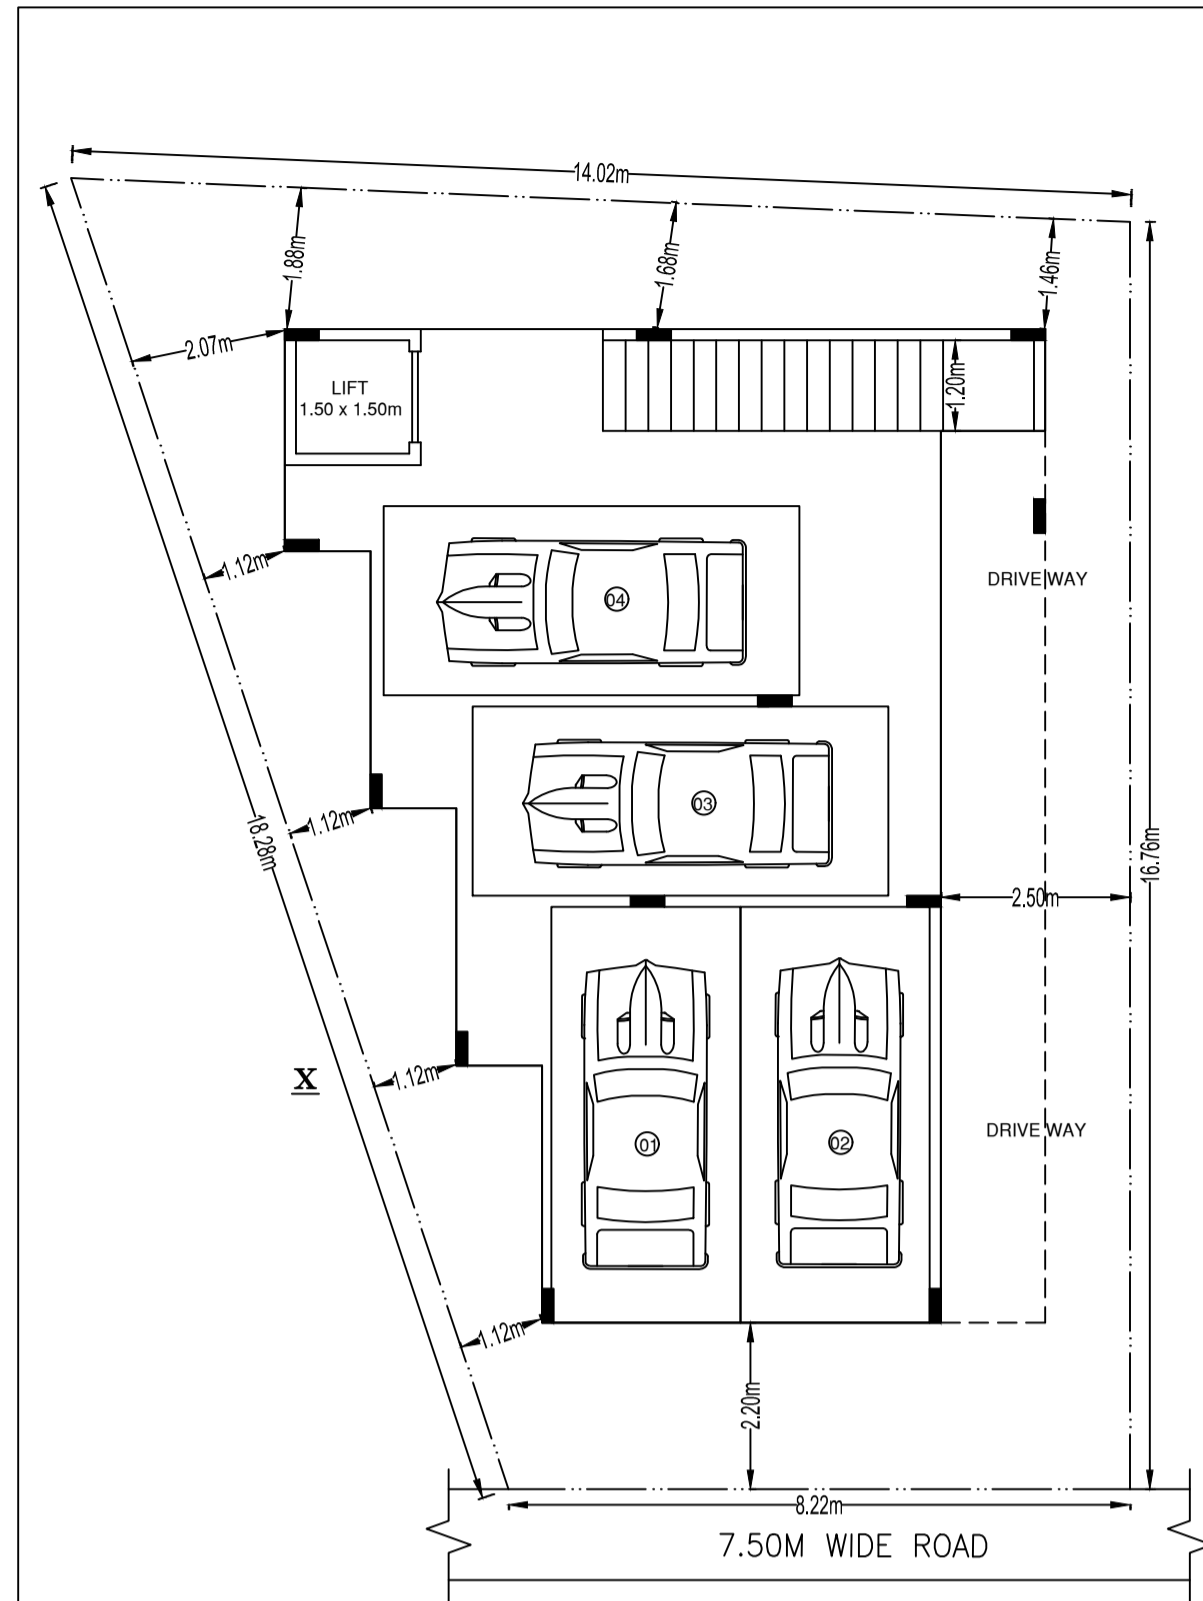 14.02m
1.88m
1.68m
1.46m
2.07m
LIFT
1.50 x 1.50m
1.20m
1.12m
DRIVE WAY
04
1.12m
03
18.28m
16.76m
2.50m
1.12m
X
01
02
DRIVE WAY
1.12m
2.20m
8.22m
7.50M WIDE ROAD